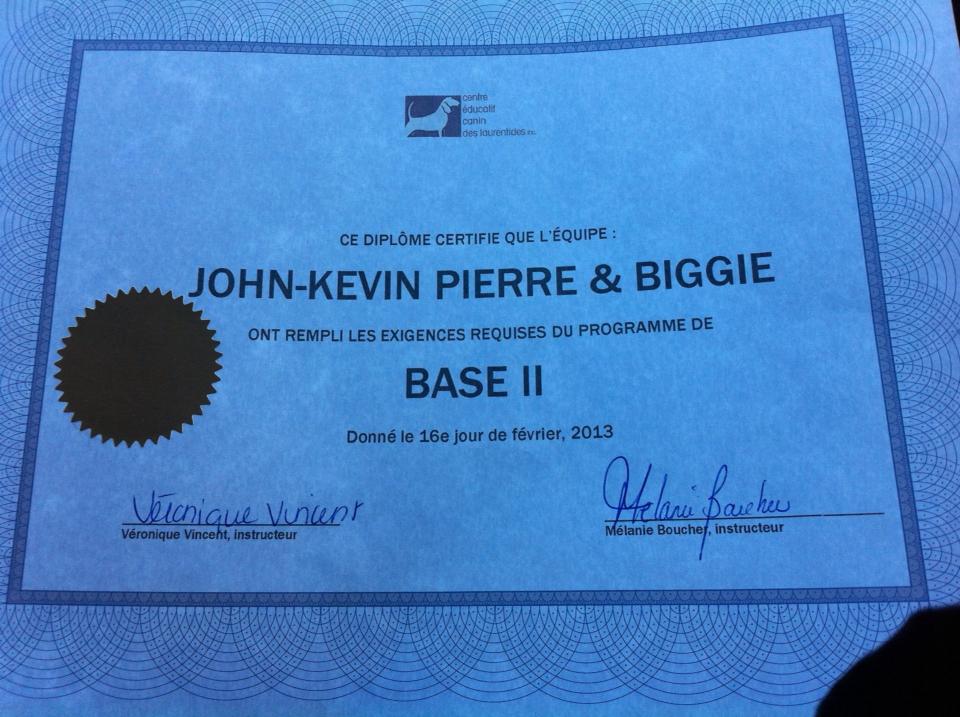 centre
éducatif
canin
des laurentides inc.
CE DIPLÔME CERTIFIE QUE L'ÉQUIPE :
JOHN-KEVIN PIERRE & BIGGIE
ONT REMPLI LES EXIGENCES REQUISES DU PROGRAMME DE
BASE II
Donné le 16e jour de février, 2013
Véronique Vincent
Véronique Vincent, instructeur
Mélanie Boucher
Mélanie Boucher, instructeur